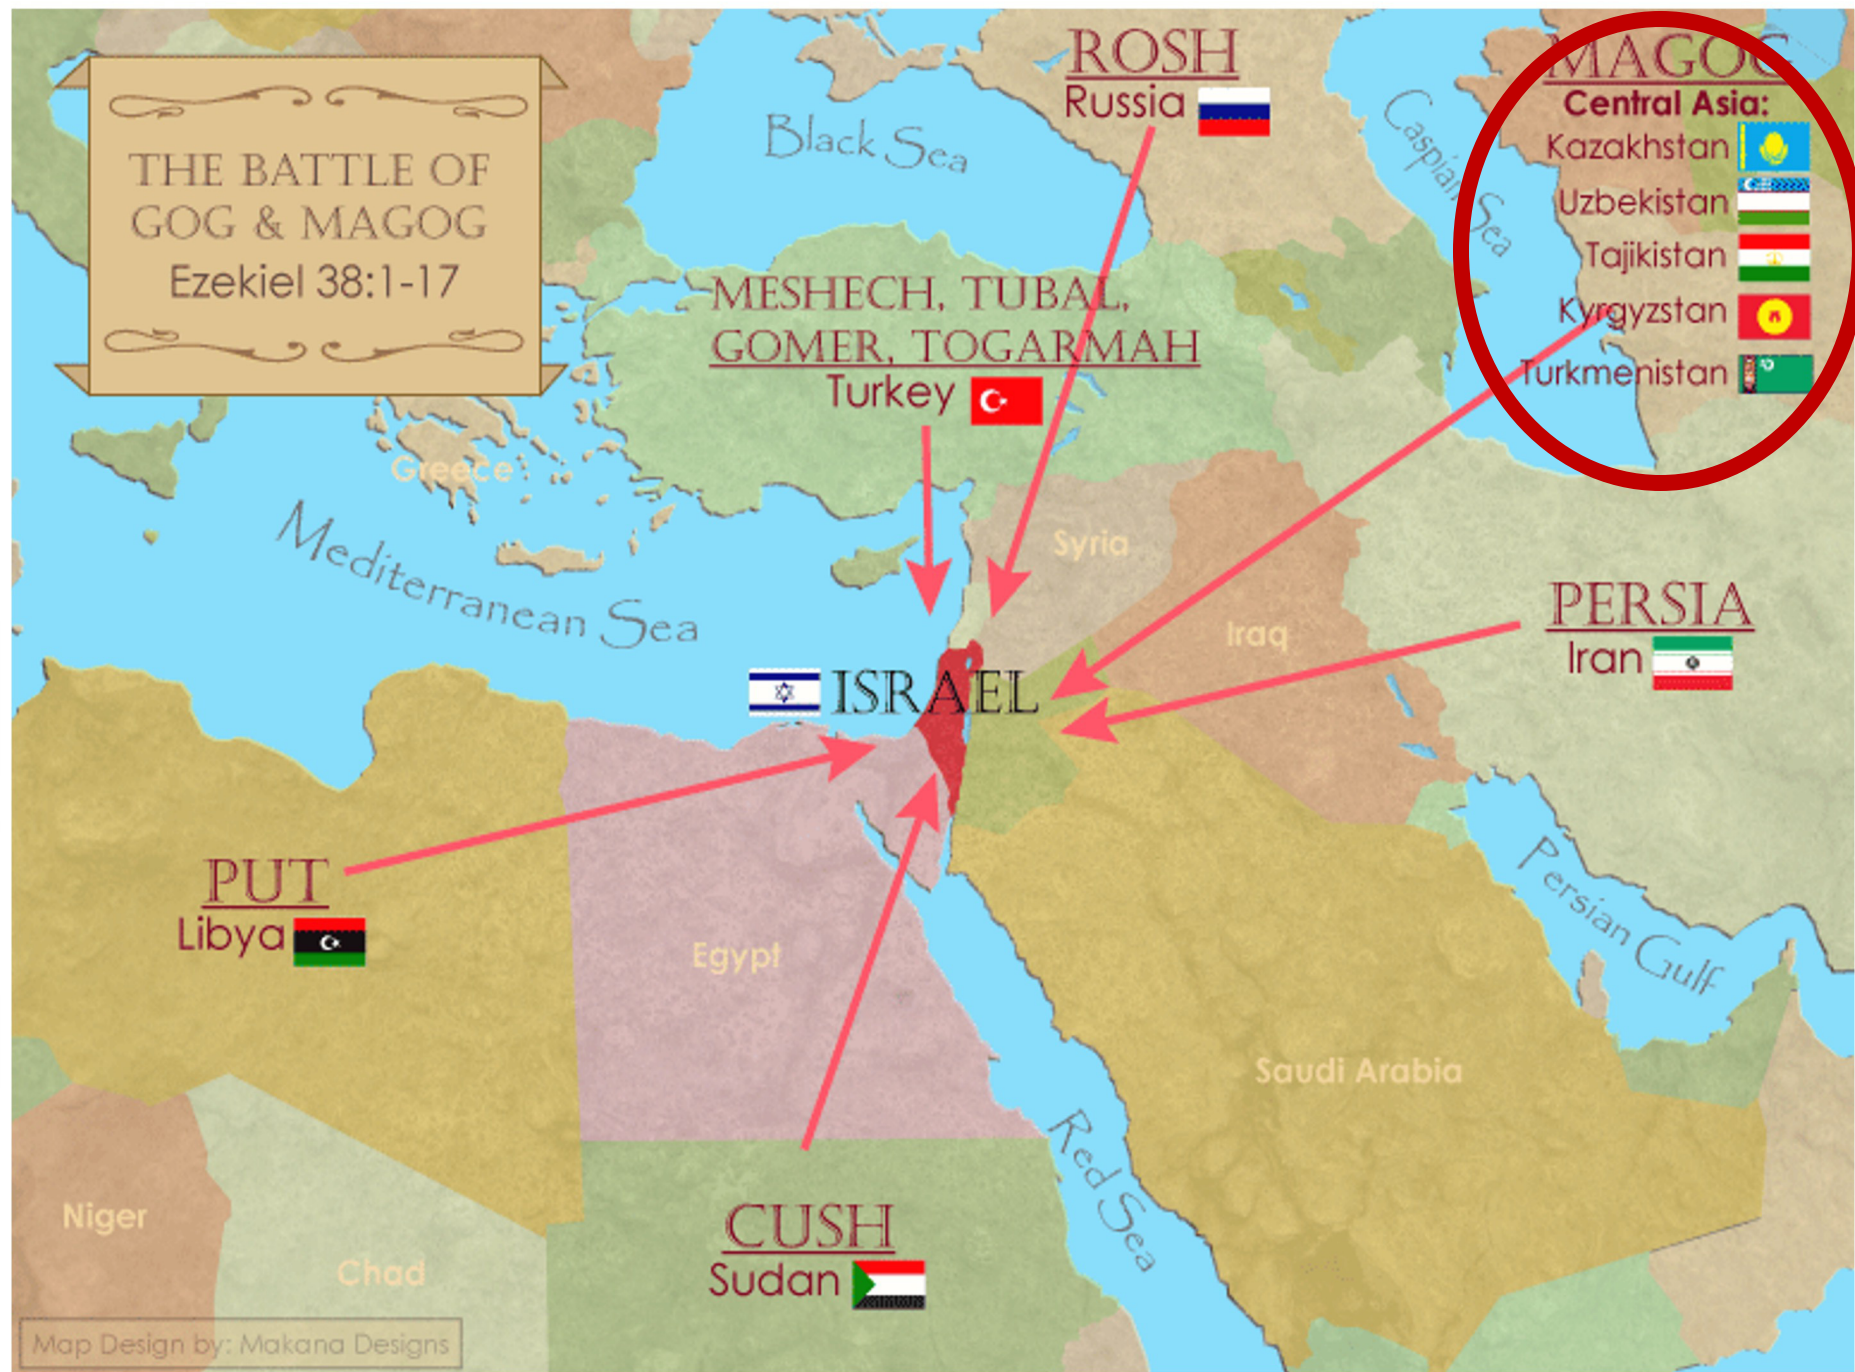 THE BATTLE OF
GOG & MAGOG
Ezekiel 38:1-17
ROSH
Russia
MAGOG
Central Asia:
Kazakhstan
Uzbekistan
Tajikistan
Kyrgyzstan
Turkmenistan
Black Sea
Caspian Sea
MESHECH, TUBAL,
GOMER, TOGARMAH
Turkey
Greece
Mediterranean Sea
Syria
Iraq
PERSIA
Iran
ISRAEL
PUT
Libya
Egypt
Persian Gulf
Saudi Arabia
Red Sea
CUSH
Sudan
Niger
Chad
Map Design by: Makana Designs